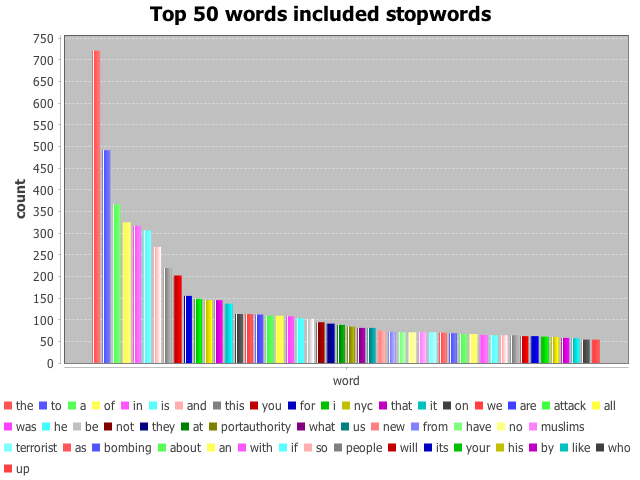 Top 50 words included stopwords
750
700
650
600
550
500
450
400
350
300
250
200
150
100
50
0
count
word
the to a of in is and this you for i nyc that it on we are attack all
was he be not they at portauthority what us new from have no muslims
terrorist as bombing about an with if so people will its your his by like who
up